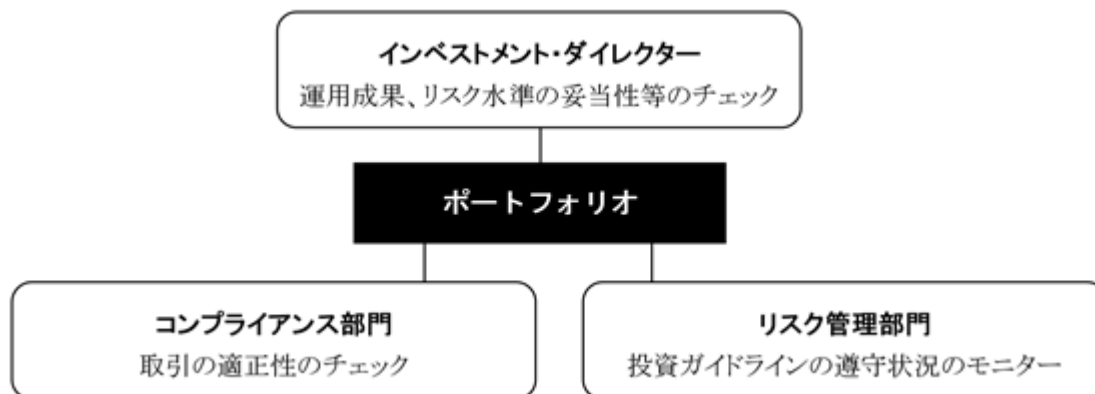 インベストメント・ダイレクター
運用成果、リスク水準の妥当性等のチェック
ポートフォリオ
コンプライアンス部門
取引の適正性のチェック
リスク管理部門
投資ガイドラインの遵守状況のモニター